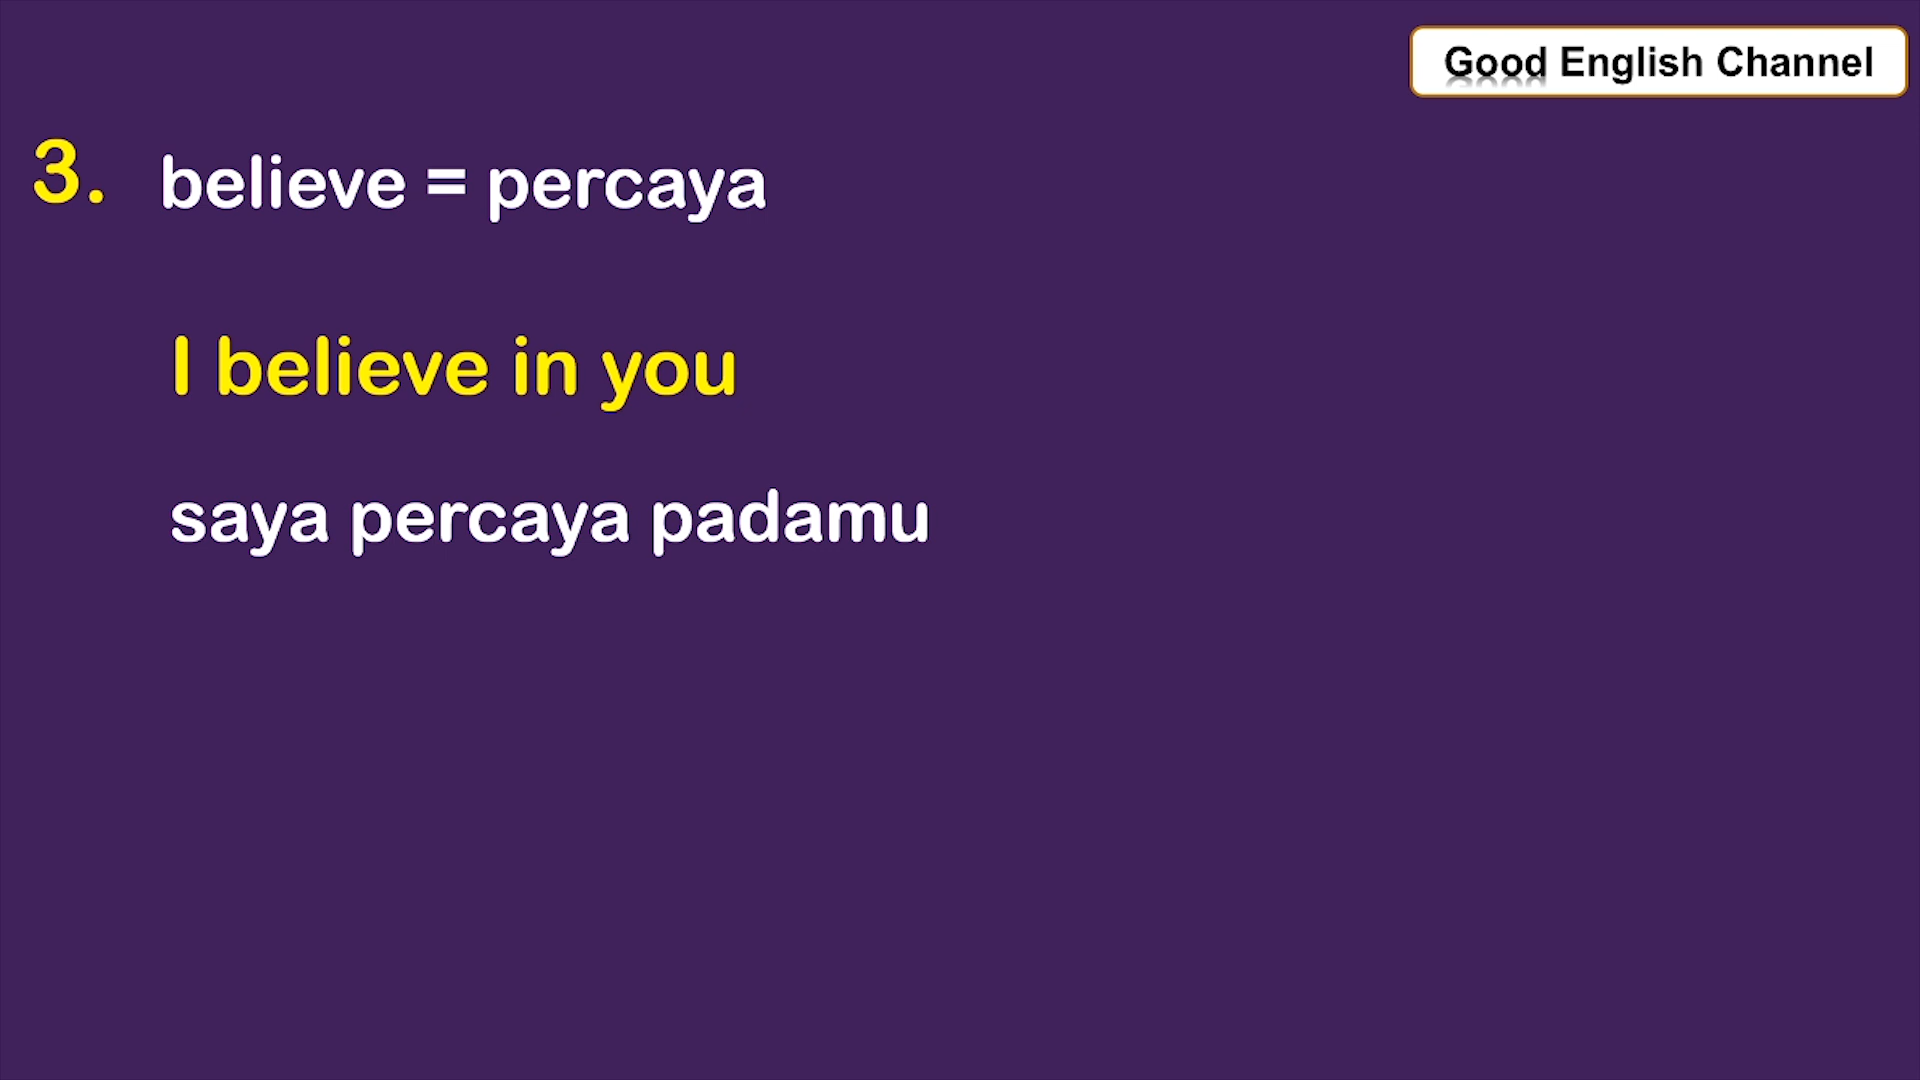 Good English Channel
3. believe = percaya
I believe in you
saya percaya padamu